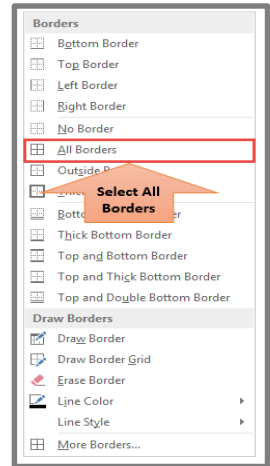 Borders
Bottom Border
Top Border
Left Border
Right Border
No Border
All Borders
Outside
Select All
Borders
Thick Bottom Border
Top and Bottom Border
Top and Thick Bottom Border
Top and Double Bottom Border
Draw Borders
Draw Border
Draw Border Grid
Erase Border
Line Color
Line Style
More Borders...